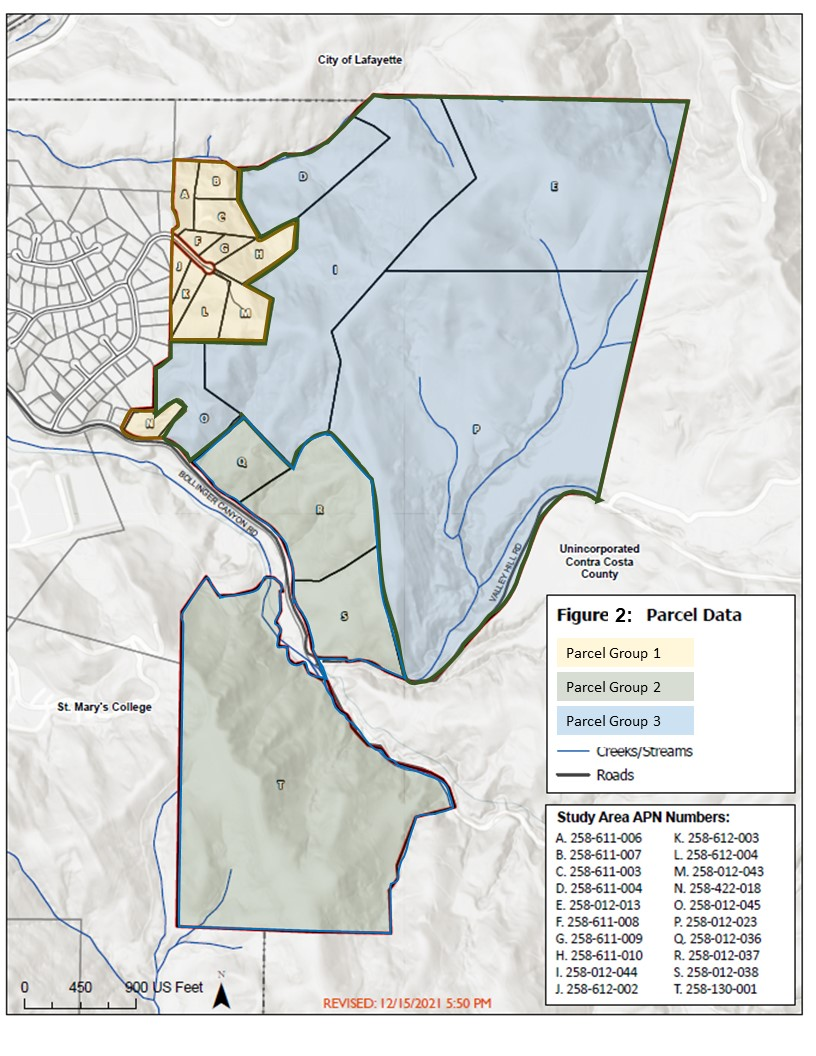 City of Lafayette
A
B
C
D
E
F
G
H
I
J
K
L
M
N
O
P
Q
R
S
T
BOLLINGER CANYON RD
VALLEY HILL RD
Unincorporated
Contra Costa
County
St. Mary's College
Figure 2: Parcel Data
Parcel Group 1
Parcel Group 2
Parcel Group 3
Creeks/Streams
Roads
Study Area APN Numbers:
A. 258-611-006 K. 258-612-003
B. 258-611-007 L. 258-612-004
C. 258-611-003 M. 258-012-043
D. 258-611-004 N. 258-422-018
E. 258-012-013 O. 258-012-045
F. 258-611-008 P. 258-012-023
G. 258-611-009 Q. 258-012-036
H. 258-611-010 R. 258-012-037
I. 258-012-044 S. 258-012-038
J. 258-612-002 T. 258-130-001
0 450 900 US Feet
N
REVISED: 12/15/2021 5:50 PM